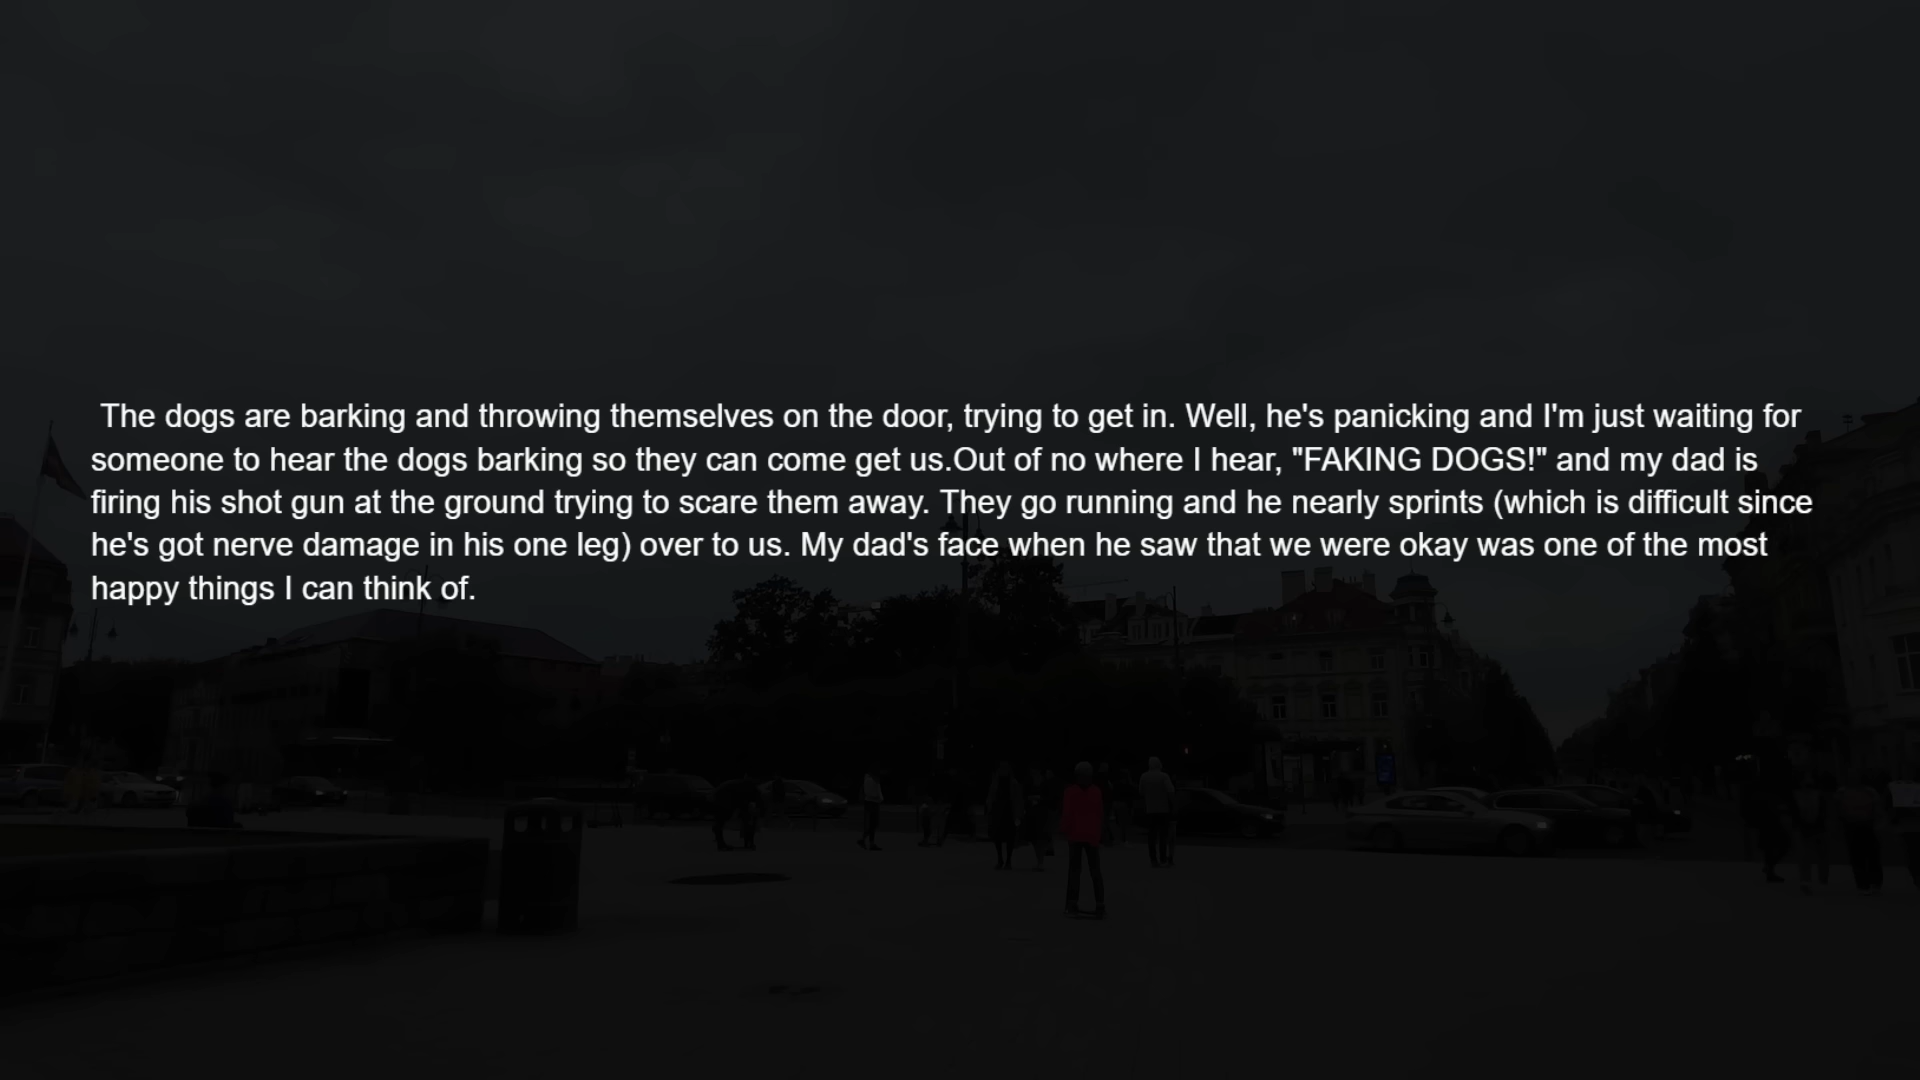 The dogs are barking and throwing themselves on the door, trying to get in. Well, he's panicking and I'm just waiting for
someone to hear the dogs barking so they can come get us.Out of no where I hear, "FAKING DOGS!" and my dad is
firing his shot gun at the ground trying to scare them away. They go running and he nearly sprints (which is difficult since
he's got nerve damage in his one leg) over to us. My dad's face when he saw that we were okay was one of the most
happy things I can think of.